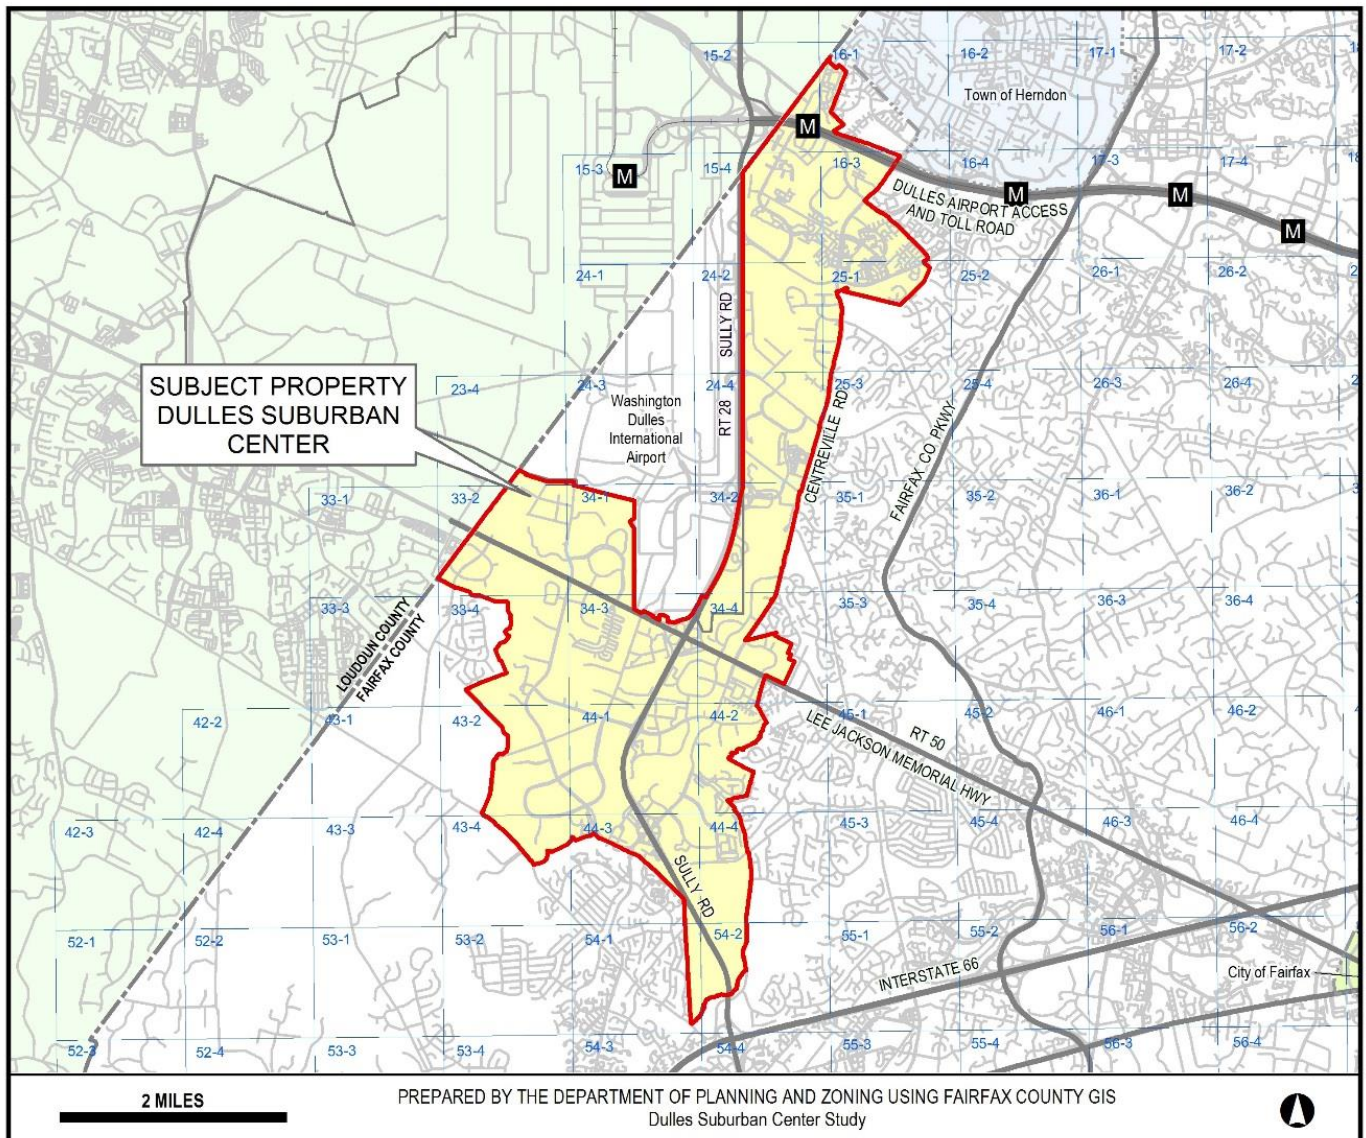 15-2
16-1
16-2
17-1
17-2
Town of Herndon
M
15-3
M
15-4
16-3
16-4
17-3
17-4
DULLES AIRPORT ACCESS
AND TOLL ROAD
M
M
M
24-1
24-2
25-1
25-2
26-1
26-2
RT 28 SULLY RD
23-4
24-3
24-4
25-3
25-4
26-3
26-4
SUBJECT PROPERTY
DULLES SUBURBAN
CENTER
Washington
Dulles
International
Airport
CENTREVILLE RD
FAIRFAX CO PKWY
33-1
33-2
34-1
34-2
35-1
35-2
36-1
36-2
33-3
33-4
34-3
34-4
35-3
35-4
36-3
36-4
LOUDOUN COUNTY
FAIRFAX COUNTY
42-2
43-1
43-2
44-1
44-2
45-1
45-2
46-1
46-2
RT 50
LEE JACKSON MEMORIAL HWY
42-3
42-4
43-3
43-4
44-3
44-4
45-3
45-4
46-3
46-4
SULLY RD
52-1
52-2
53-1
53-2
54-1
54-2
55-1
55-2
56-1
56-2
INTERSTATE 66
City of Fairfax
52-3
52-4
53-3
53-4
54-3
54-4
55-3
55-4
56-3
56-4
2 MILES
PREPARED BY THE DEPARTMENT OF PLANNING AND ZONING USING FAIRFAX COUNTY GIS
Dulles Suburban Center Study